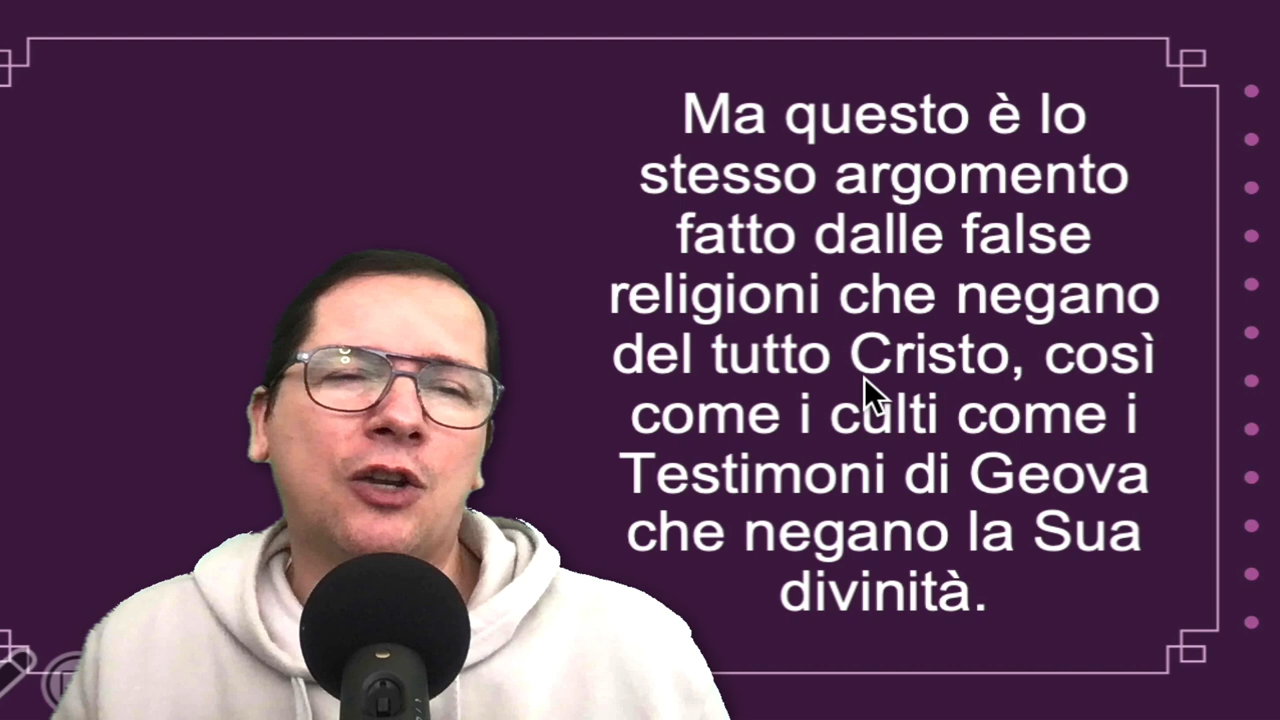 Ma questo è lo
stesso argomento
fatto dalle false
religioni che negano
del tutto Cristo, così
come i culti come i
Testimoni di Geova
che negano la Sua
divinità.